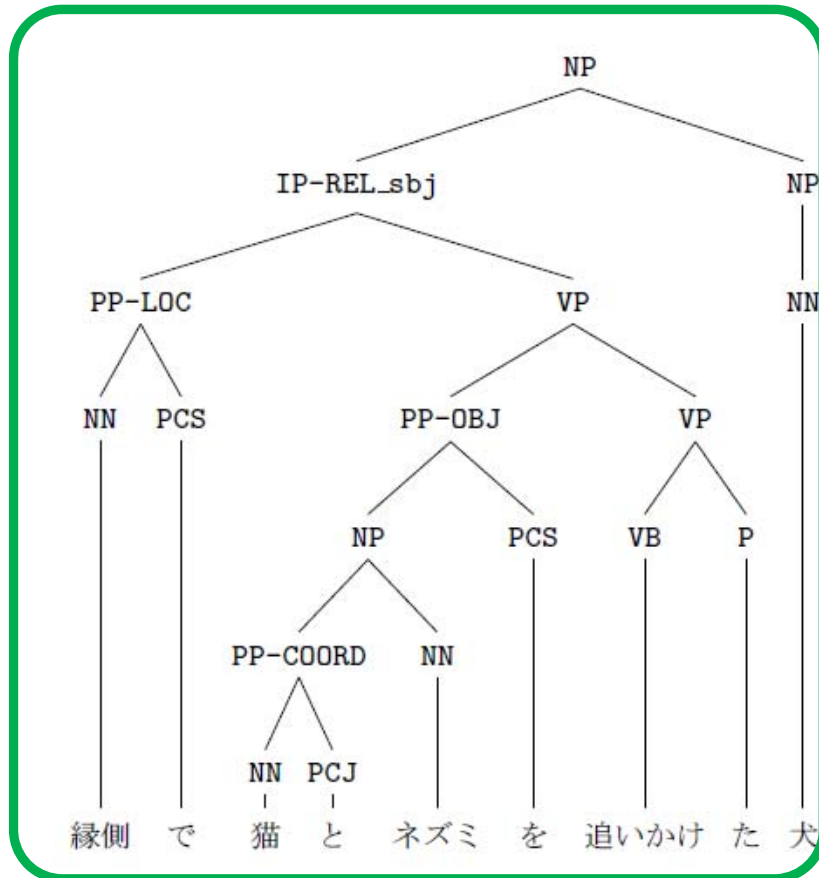 NP
IP-REL_sbj NP
PP-LOC VP NN
NN PCS PP-OBJ VP
NP PCS VB P
PP-COORD NN
NN PCJ
縁側 で 猫 と ネズミ を 追いかけ た 犬